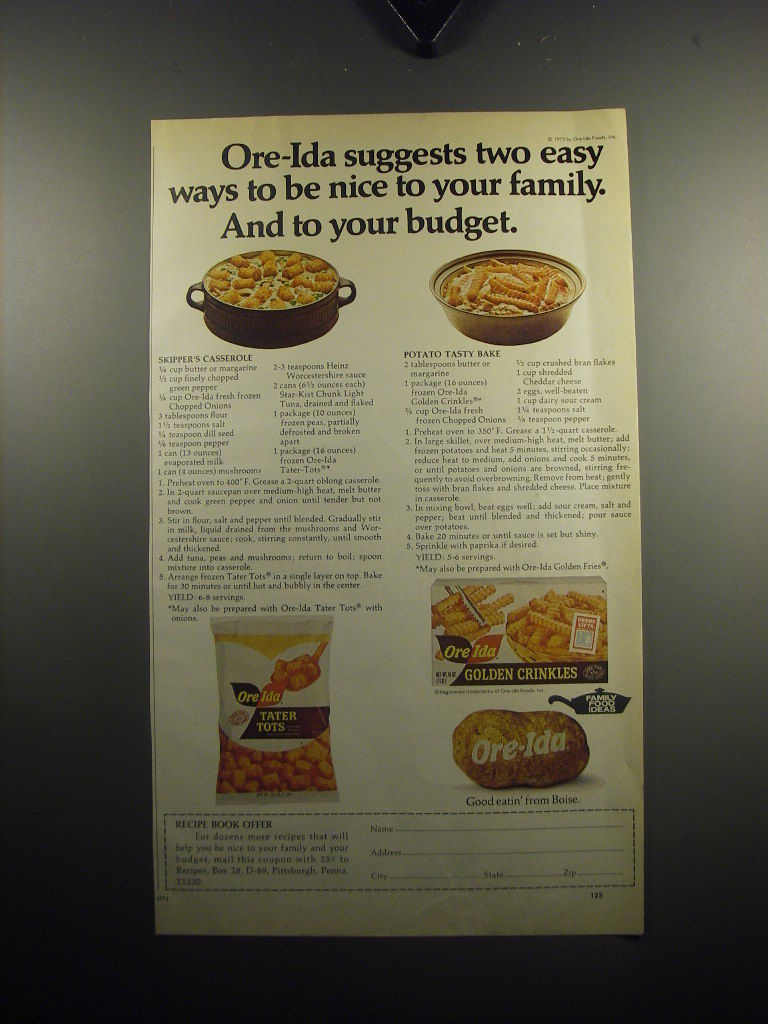 © 1973 by Ore-Ida Foods, Inc.
Ore-Ida suggests two easy
ways to be nice to your family.
And to your budget.
SKIPPER'S CASSEROLE
¼ cup butter or margarine
½ cup finely chopped
green pepper
¼ cup Ore-Ida fresh frozen
Chopped Onions
3 tablespoons flour
1½ teaspoons salt
¼ teaspoon dill seed
⅛ teaspoon pepper
1 can (13 ounces)
evaporated milk
1 can (4 ounces) mushrooms
2-3 teaspoons Heinz
Worcestershire sauce
2 cans (6½ ounces each)
Star-Kist Chunk Light
Tuna, drained and flaked
1 package (10 ounces)
frozen peas, partially
defrosted and broken
apart
1 package (16 ounces)
frozen Ore-Ida
Tater-Tots®*
1. Preheat oven to 400° F. Grease a 2-quart oblong casserole.
2. In 2-quart saucepan over medium-high heat, melt butter
and cook green pepper and onion until tender but not
brown.
3. Stir in flour, salt and pepper until blended. Gradually stir
in milk, liquid drained from the mushrooms and Wor-
cestershire sauce; cook, stirring constantly, until smooth
and thickened.
4. Add tuna, peas and mushrooms; return to boil; spoon
mixture into casserole.
5. Arrange frozen Tater Tots® in a single layer on top. Bake
for 30 minutes or until hot and bubbly in the center.
YIELD: 6-8 servings.
*May also be prepared with Ore-Ida Tater Tots® with
onions.
POTATO TASTY BAKE
2 tablespoons butter or
margarine
1 package (16 ounces)
frozen Ore-Ida
Golden Crinkles®*
¾ cup Ore-Ida fresh
frozen Chopped Onions
½ cup crushed bran flakes
1 cup shredded
Cheddar cheese
2 eggs, well-beaten
1 cup dairy sour cream
1¼ teaspoons salt
⅛ teaspoon pepper
1. Preheat oven to 350° F. Grease a 1½-quart casserole.
2. In large skillet, over medium-high heat, melt butter; add
frozen potatoes and heat 5 minutes, stirring occasionally;
reduce heat to medium, add onions and cook 5 minutes,
or until potatoes and onions are browned, stirring fre-
quently to avoid overbrowning. Remove from heat; gently
toss with bran flakes and shredded cheese. Place mixture
in casserole.
3. In mixing bowl, beat eggs well; add sour cream, salt and
pepper; beat until blended and thickened; pour sauce
over potatoes.
4. Bake 20 minutes or until sauce is set but shiny.
5. Sprinkle with paprika if desired.
YIELD: 5-6 servings.
*May also be prepared with Ore-Ida Golden Fries®.
Ore-Ida
TATER
TOTS
Ore-Ida
GOLDEN CRINKLES
®Registered trademarks of Ore-Ida Foods, Inc.
FAMILY
FOOD
IDEAS
Ore-Ida
Good eatin' from Boise.
RECIPE BOOK OFFER
For dozens more recipes that will
help you be nice to your family and your
budget, mail this coupon with 25¢ to
Recipes, Box 28, D-89, Pittsburgh, Penna.
15230.
Name
Address
City State Zip
1973
125